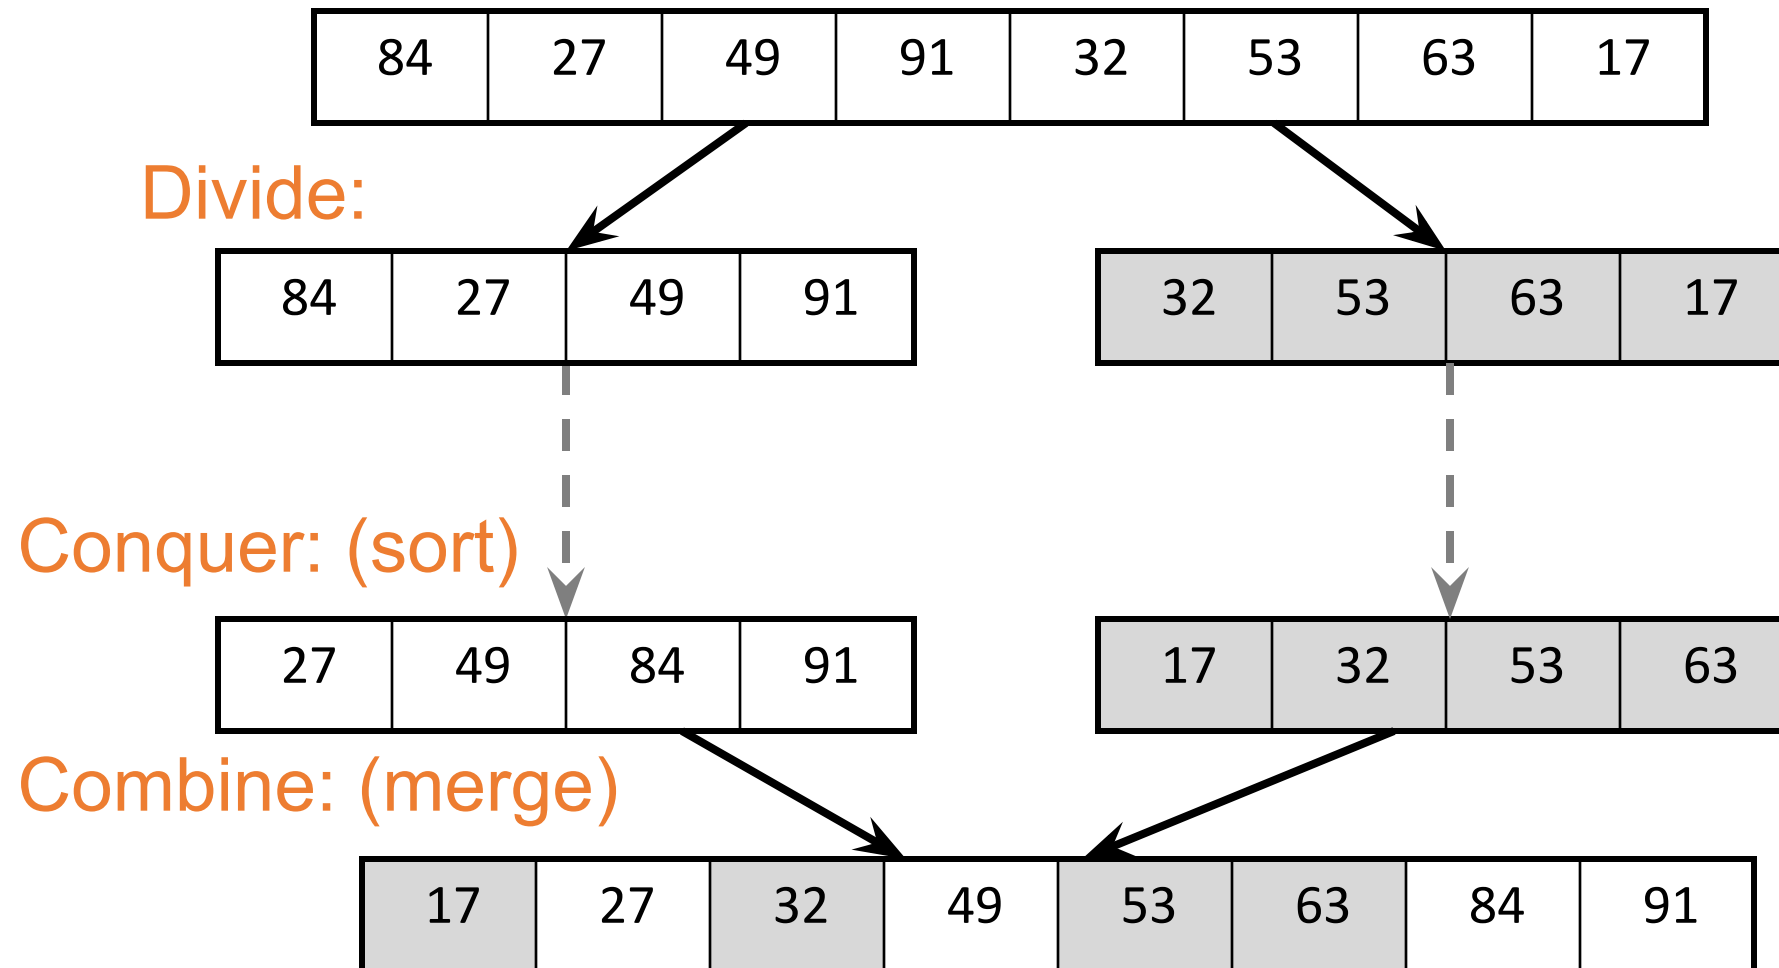 84 27 49 91 32 53 63 17
Divide:
84 27 49 91 32 53 63 17
Conquer: (sort)
27 49 84 91 17 32 53 63
Combine: (merge)
17 27 32 49 53 63 84 91